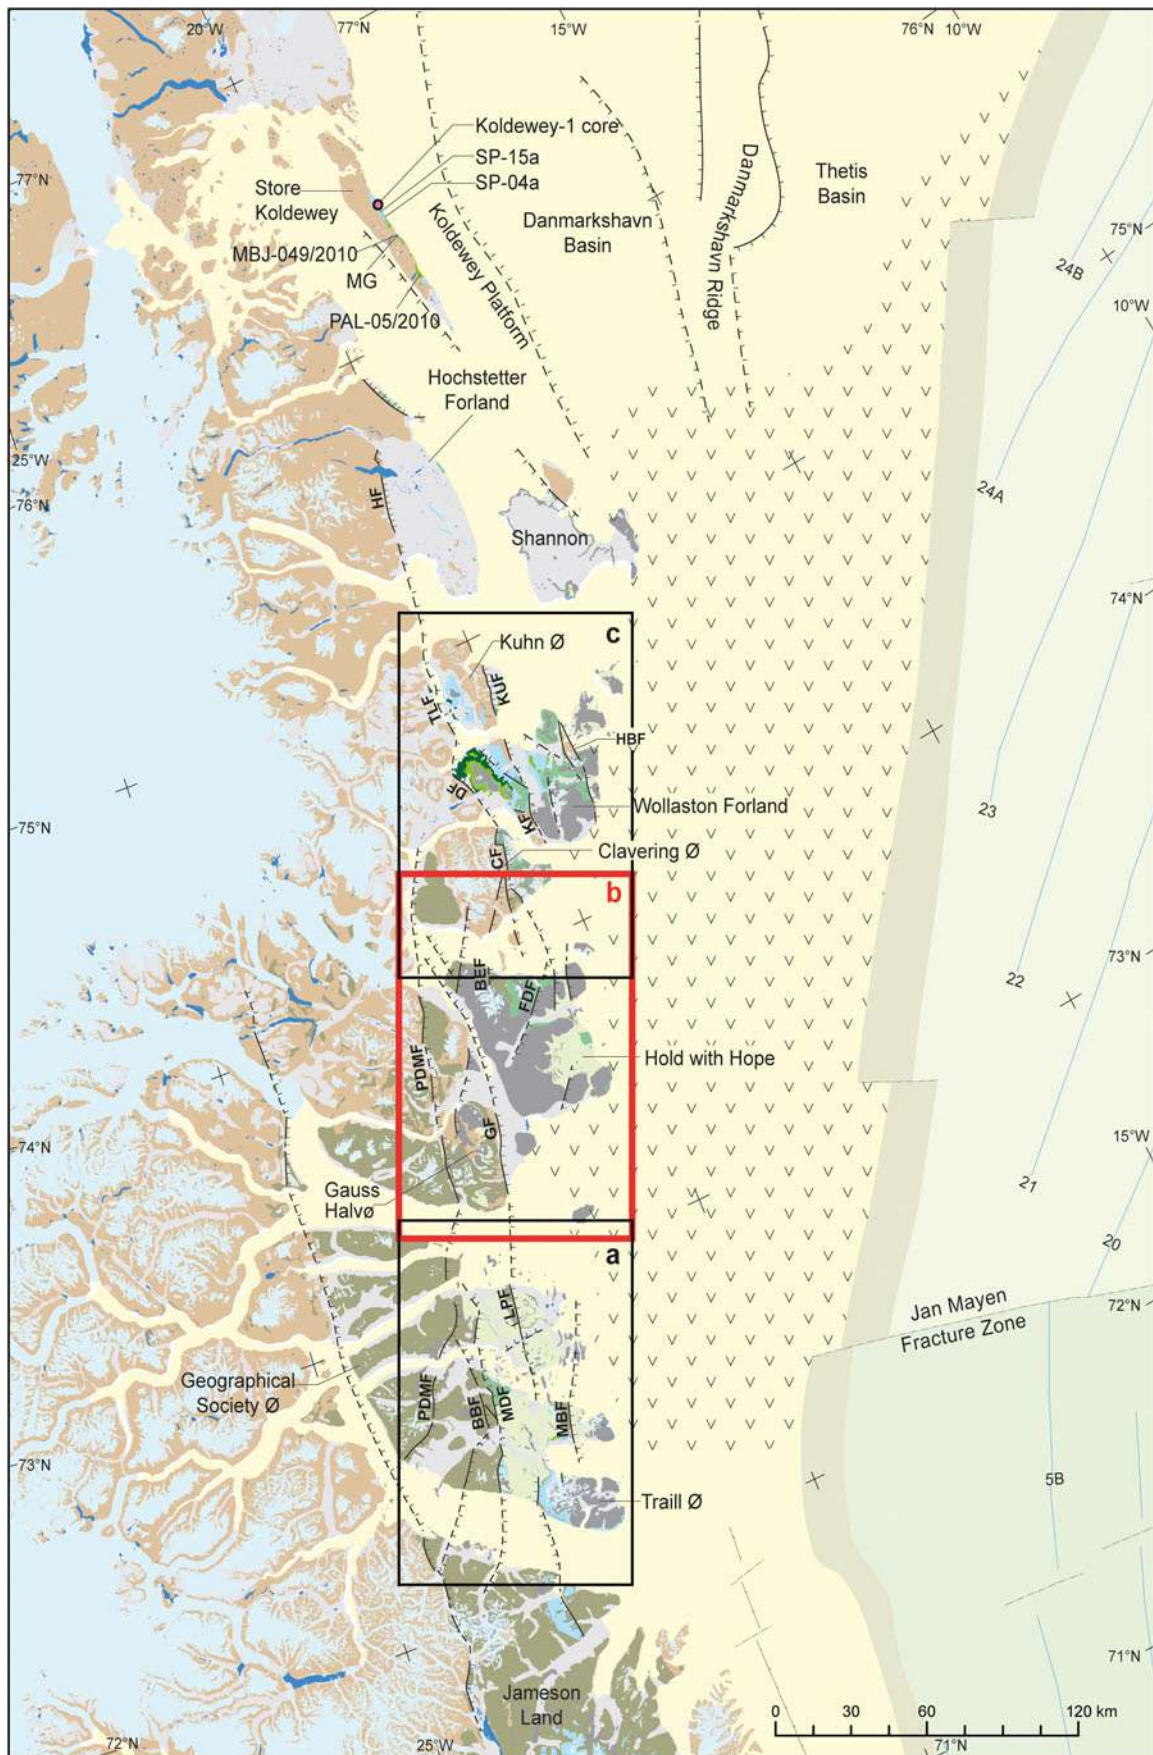 20°W
77°N
15°W
76°N 10°W
Koldewey-1 core
SP-15a
SP-04a
77°N
Store
Koldewey
MBJ-049/2010
MG
PAL-05/2010
Koldewey Platform
Danmarkshavn
Basin
Danmarkshavn Ridge
Thetis
Basin
75°N
24B
10°W
Hochstetter
Forland
25°W
76°N
HF
24A
Shannon
74°N
c
Kuhn Ø
KUF
TLF
HBF
DF
KF
Wollaston Forland
23
75°N
CF
Clavering Ø
b
BEF
FDF
73°N
22
PDMF
Hold with Hope
GF
74°N
15°W
Gauss
Halvø
21
20
a
Jan Mayen
Fracture Zone
72°N
LPF
Geographical
Society Ø
PDMF
BBF
MDF
MBF
73°N
5B
Traill Ø
71°N
Jameson
Land
0 30 60 120 km
72°N
25°W
71°N